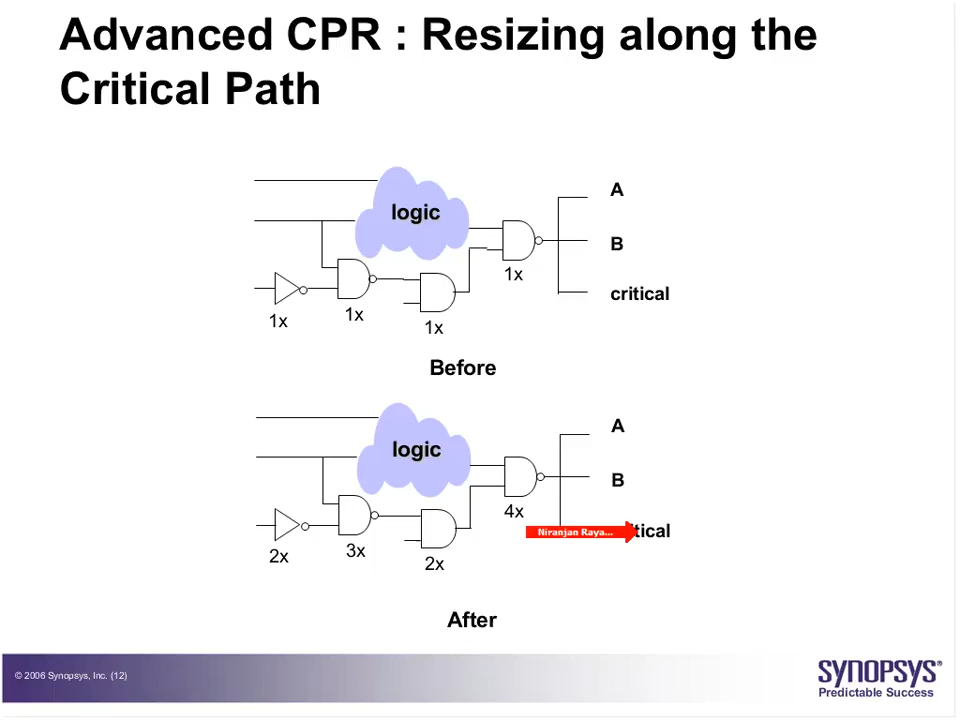 Advanced CPR : Resizing along the
Critical Path
logic
A
B
critical
1x
1x
1x
1x
Before
logic
A
B
4x
Niranjan Raya...
tical
2x
3x
2x
After
© 2006 Synopsys, Inc. (12)
SYNOPSYS®
Predictable Success